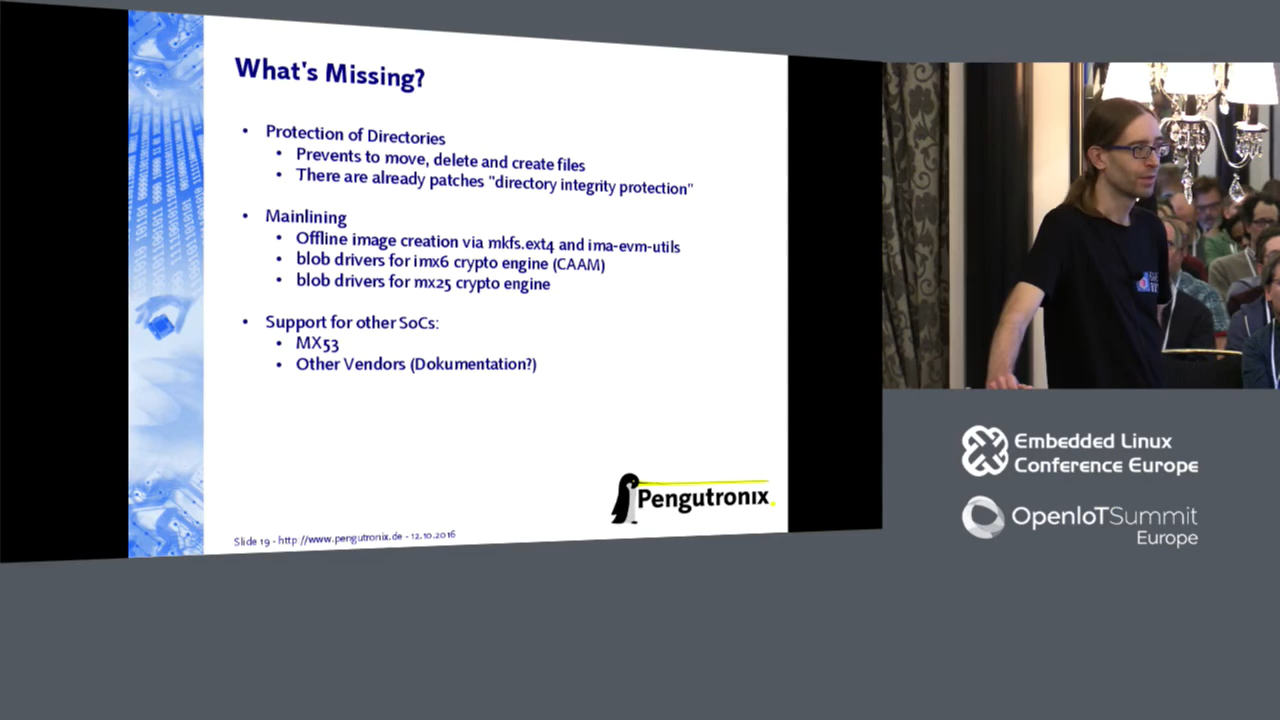 What's Missing?
• Protection of Directories
• Prevents to move, delete and create files
• There are already patches "directory integrity protection"
• Mainlining
• Offline image creation via mkfs.ext4 and ima-evm-utils
• blob drivers for imx6 crypto engine (CAAM)
• blob drivers for mx25 crypto engine
• Support for other SoCs:
• MX53
• Other Vendors (Dokumentation?)
Pengutronix
Slide 19 - http://www.pengutronix.de - 12.10.2016
Embedded Linux
Conference Europe
OpenIoTSummit
Europe